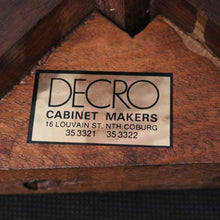 DECRO
CABINET MAKERS
16 LOUVAIN ST. NTH. COBURG
35 3321 35 3322